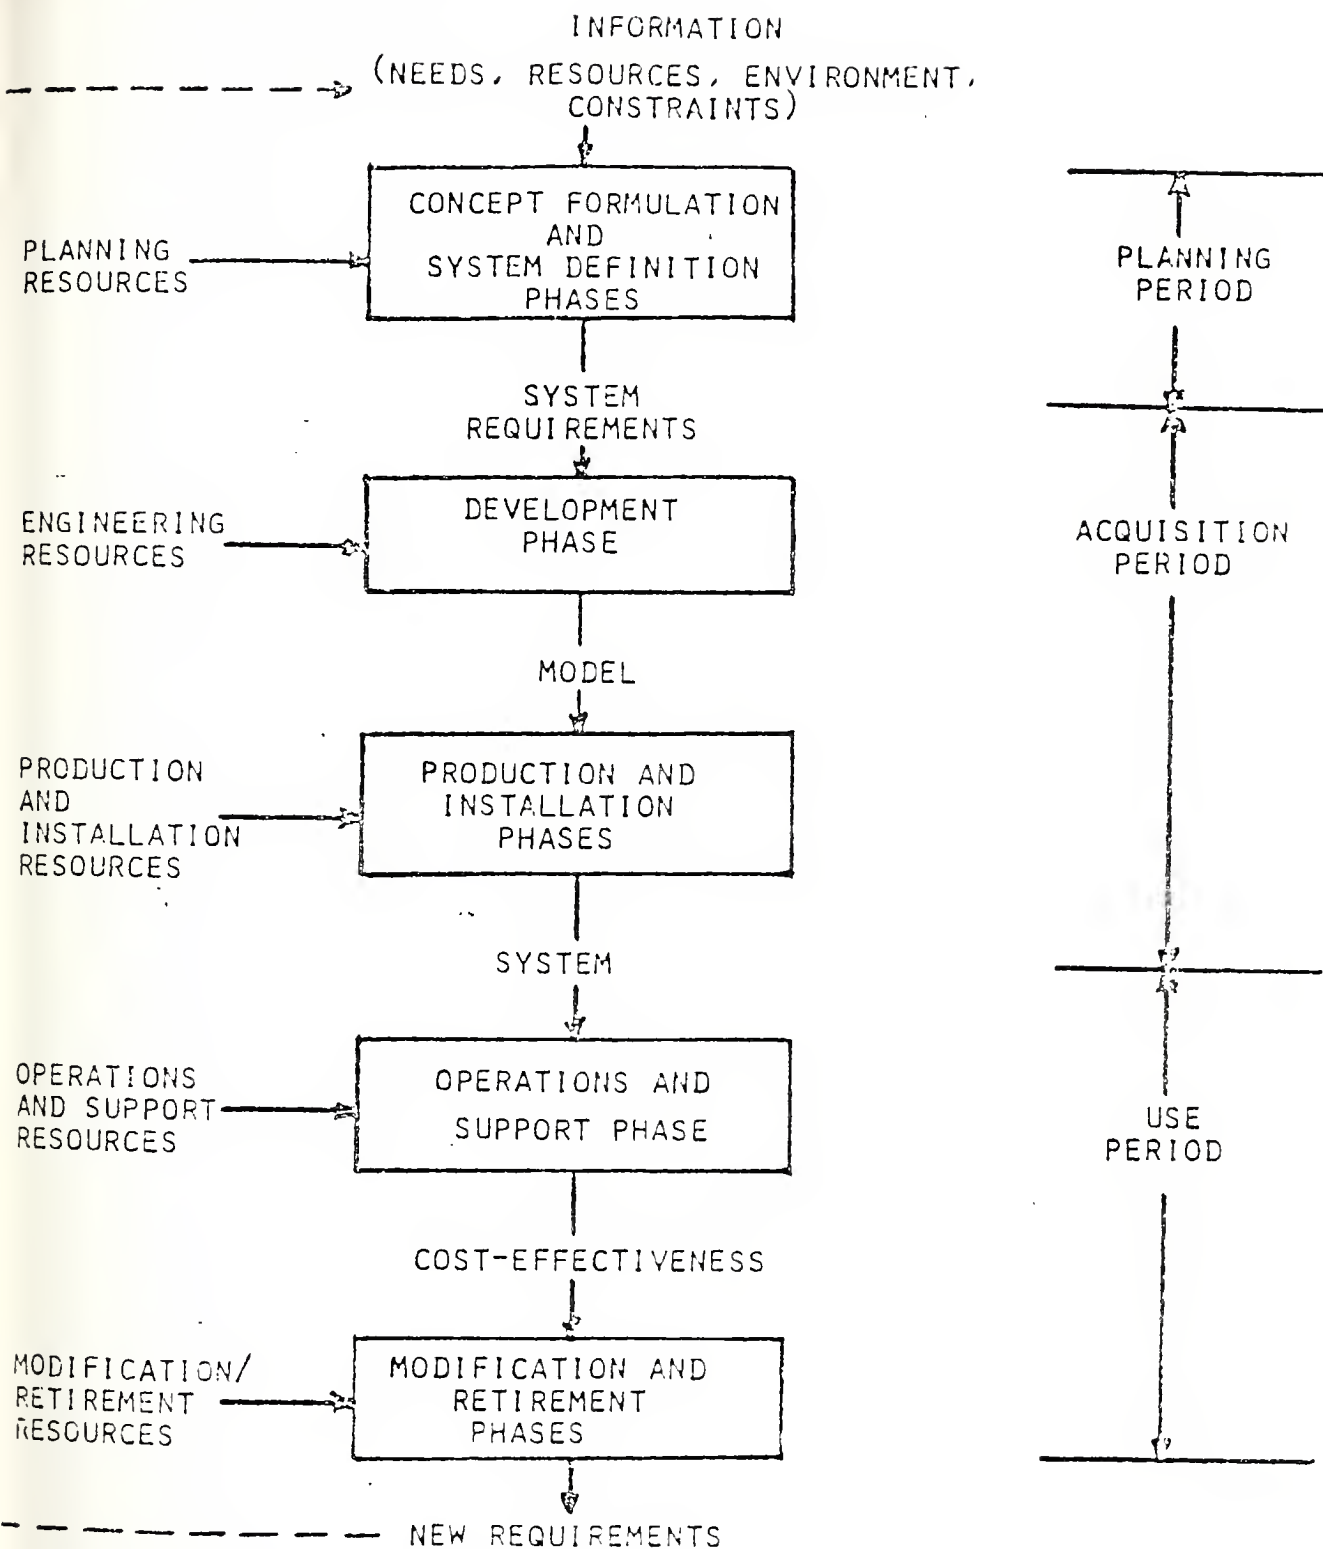 INFORMATION
(NEEDS, RESOURCES, ENVIRONMENT,
CONSTRAINTS)
CONCEPT FORMULATION
AND
SYSTEM DEFINITION
PHASES
PLANNING
RESOURCES
PLANNING
PERIOD
SYSTEM
REQUIREMENTS
DEVELOPMENT
PHASE
ENGINEERING
RESOURCES
ACQUISITION
PERIOD
MODEL
PRODUCTION AND
INSTALLATION
PHASES
PRODUCTION
AND
INSTALLATION
RESOURCES
SYSTEM
OPERATIONS AND
SUPPORT PHASE
OPERATIONS
AND SUPPORT
RESOURCES
USE
PERIOD
COST-EFFECTIVENESS
MODIFICATION AND
RETIREMENT
PHASES
MODIFICATION/
RETIREMENT
RESOURCES
NEW REQUIREMENTS